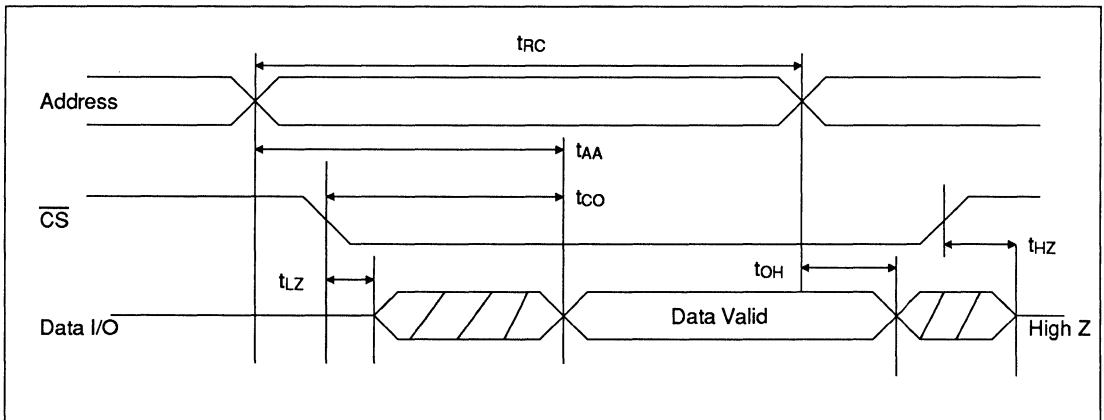 tRC
Address
tAA
CS
tCO
tHZ
tLZ
tOH
Data I/O
Data Valid
High Z